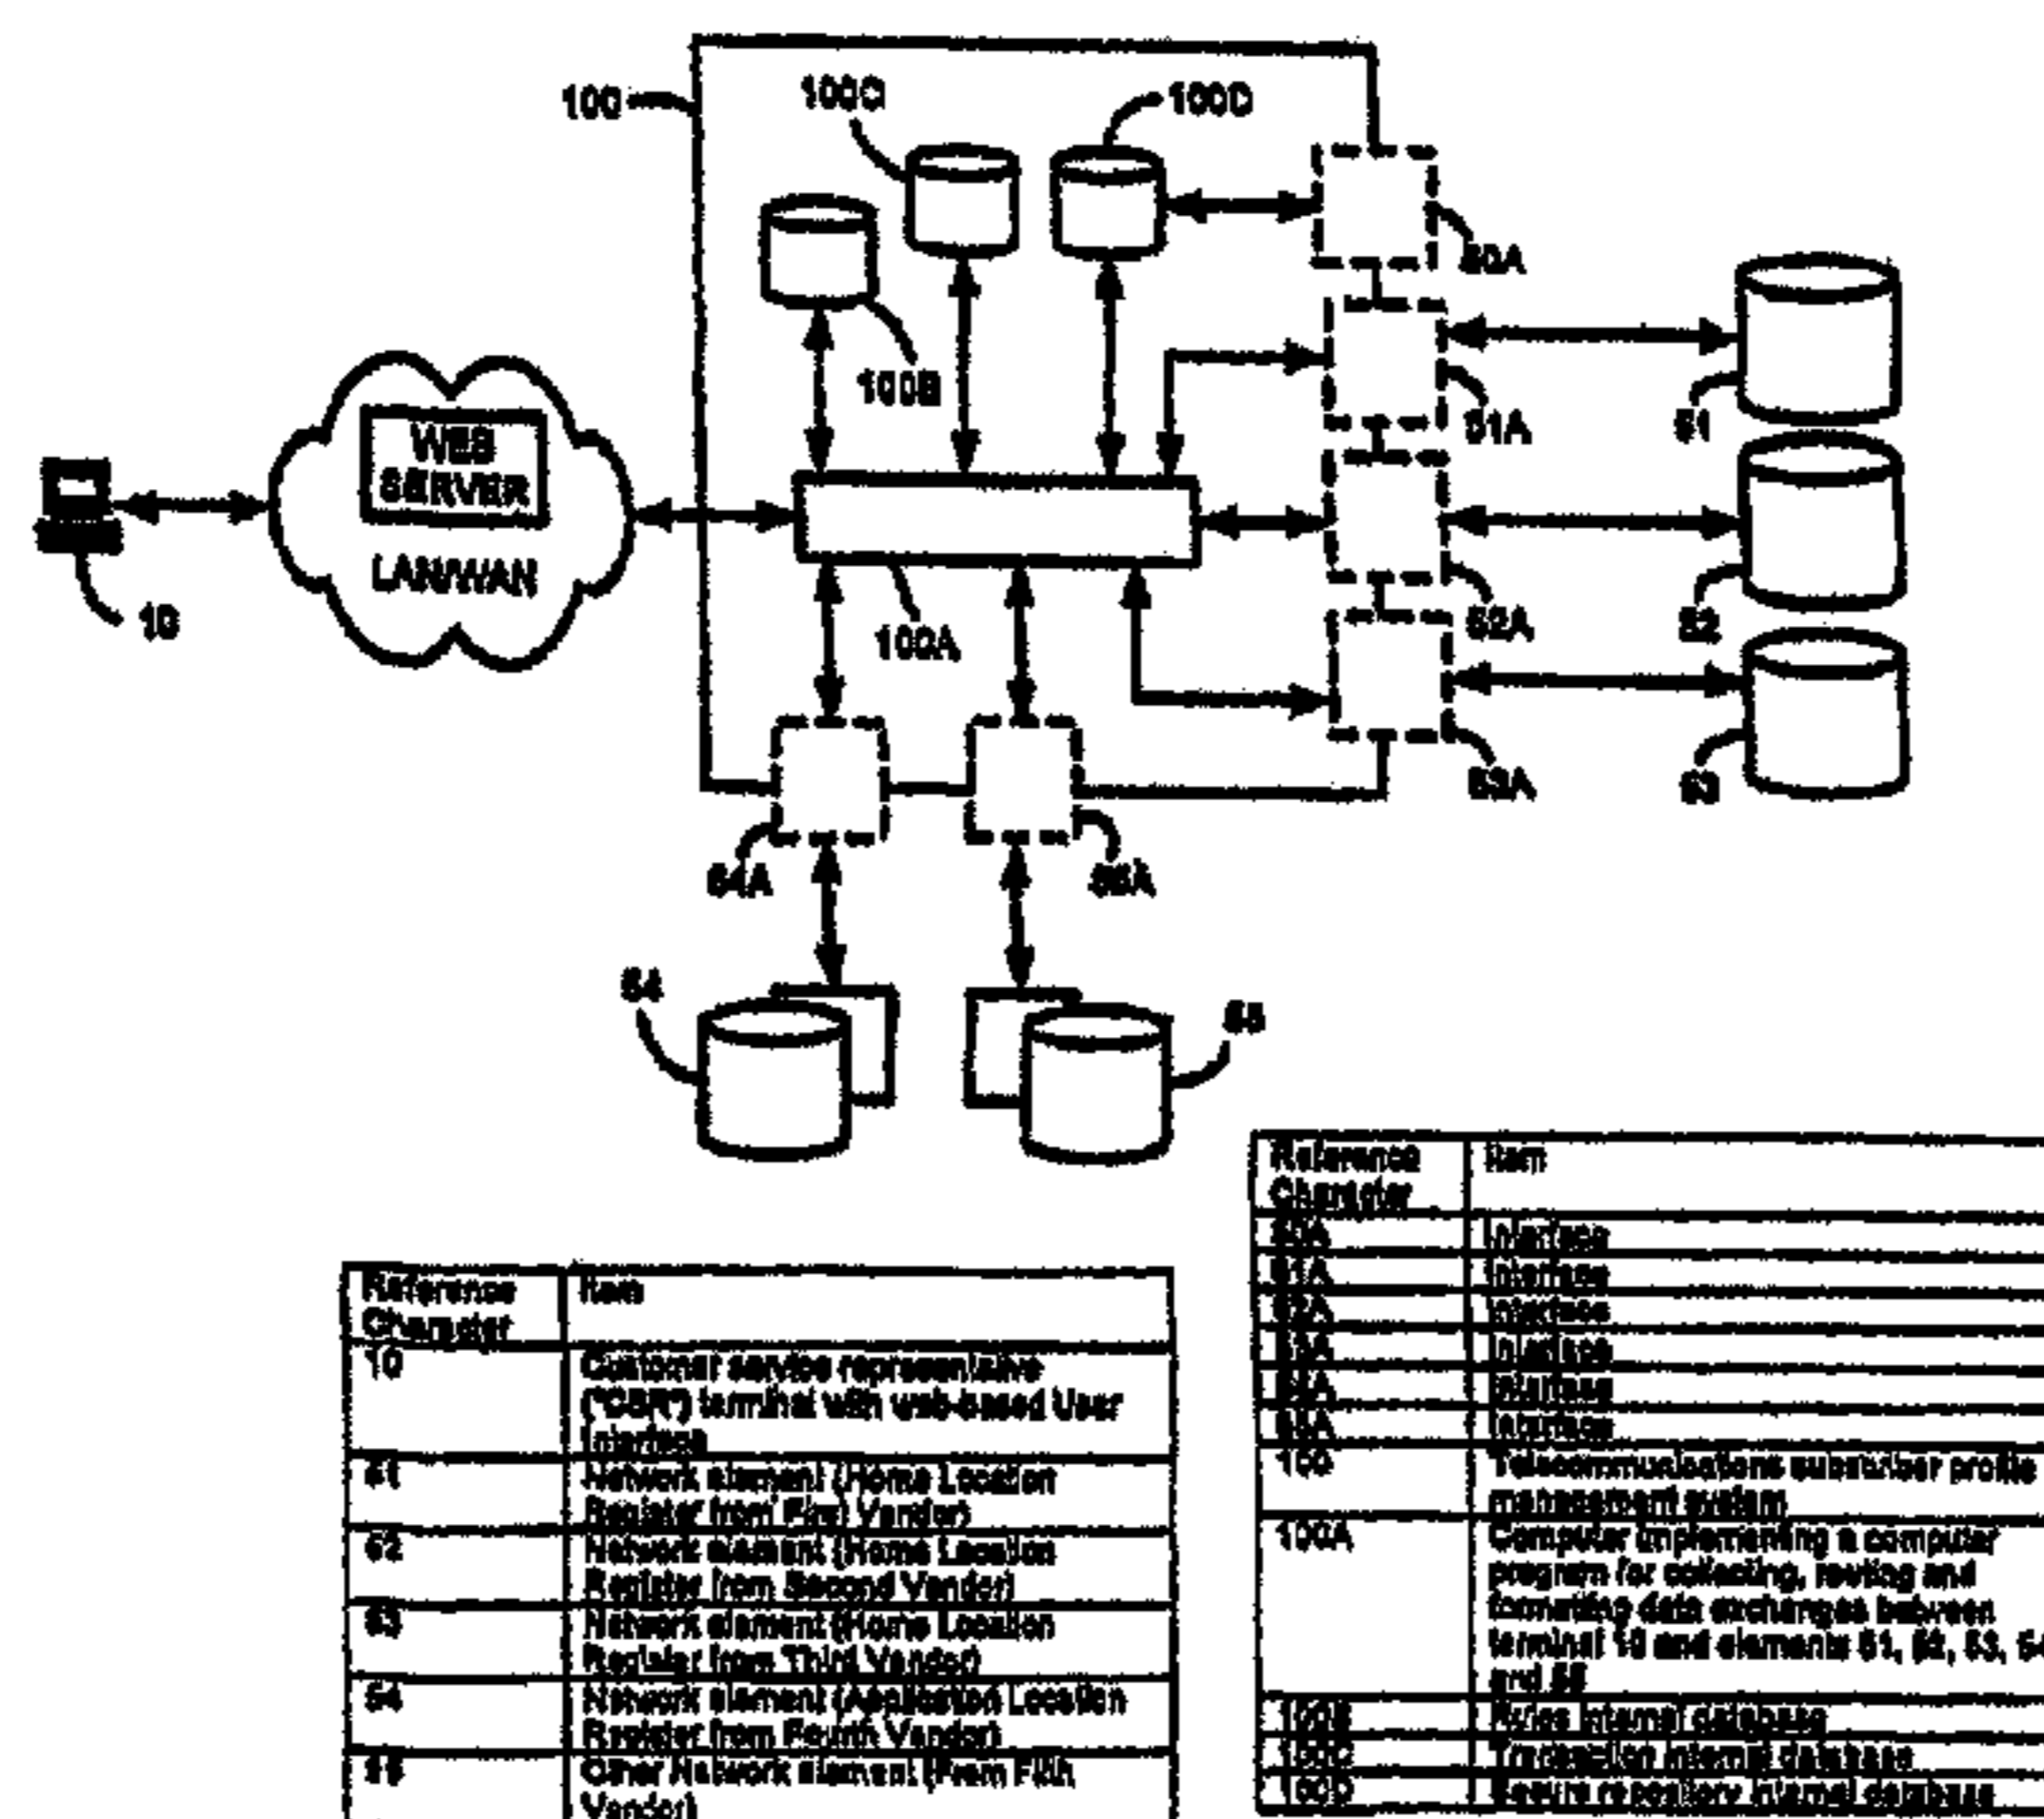 100
100C
100D
50A
100B
51A
51
WEB
SERVER
LAN/WAN
10
100A
52A
52
53A
53
54A
55A
54
55
Reference
Character
Item
50A
Interface
51A
Interface
52A
Interface
53A
Interface
54A
Interface
55A
Interface
100
Telecommunications subscriber profile
management system
100A
Computer implementing a computer
program for collecting, routing and
formatting data exchanges between
terminal 10 and elements 51, 52, 53, 54
and 55
100B
Rules internal database
100C
Transaction internal database
100D
Secure repository internal database
Reference
Character
Item
10
Customer service representative
("CSR") terminal with web-based User
Interface
51
Network element (Home Location
Register from First Vendor)
52
Network element (Home Location
Register from Second Vendor)
53
Network element (Home Location
Register from Third Vendor)
54
Network element (Application Location
Register from Fourth Vendor)
55
Other Network element (From Fifth
Vendor)